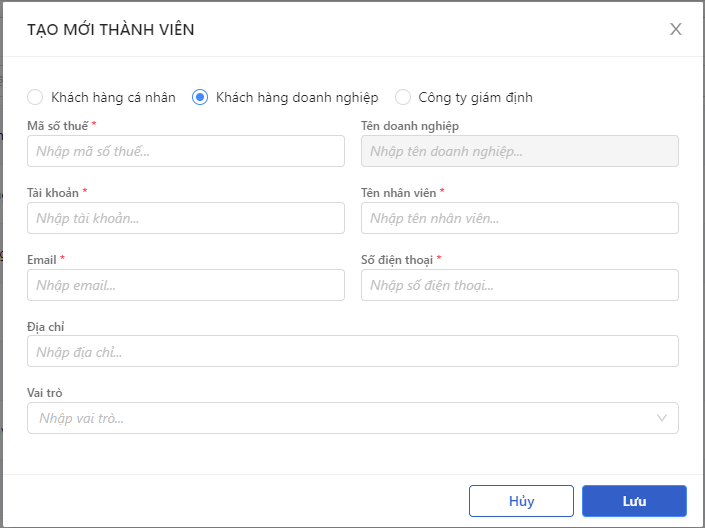 TẠO MỚI THÀNH VIÊN
Khách hàng cá nhân Khách hàng doanh nghiệp Công ty giám định
Mã số thuế * Tên doanh nghiệp
Nhập mã số thuế... Nhập tên doanh nghiệp...
Tài khoản * Tên nhân viên *
Nhập tài khoản... Nhập tên nhân viên...
Email * Số điện thoại *
Nhập email... Nhập số điện thoại...
Địa chỉ
Nhập địa chỉ...
Vai trò
Nhập vai trò...
Hủy Lưu